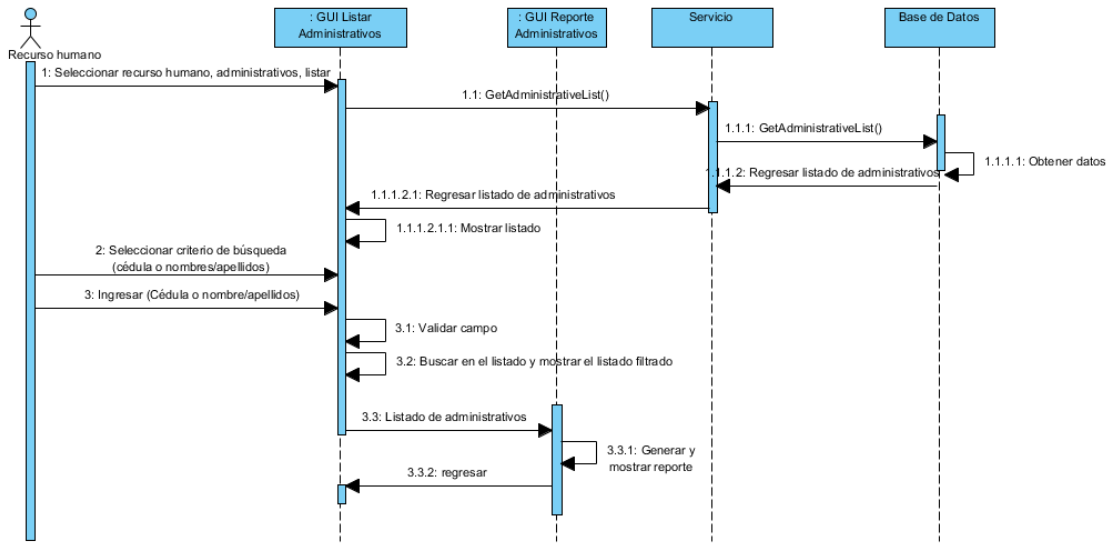 : GUI Listar
Administrativos
: GUI Reporte
Administrativos
Servicio
Base de Datos
Recurso humano
1: Seleccionar recurso humano, administrativos, listar
1.1: GetAdministrativeList()
1.1.1: GetAdministrativeList()
1.1.1.1: Obtener datos
1.1.1.2: Regresar listado de administrativos
1.1.1.2.1: Regresar listado de administrativos
1.1.1.2.1.1: Mostrar listado
2: Seleccionar criterio de búsqueda
(cédula o nombres/apellidos)
3: Ingresar (Cédula o nombre/apellidos)
3.1: Validar campo
3.2: Buscar en el listado y mostrar el listado filtrado
3.3: Listado de administrativos
3.3.1: Generar y
mostrar reporte
3.3.2: regresar